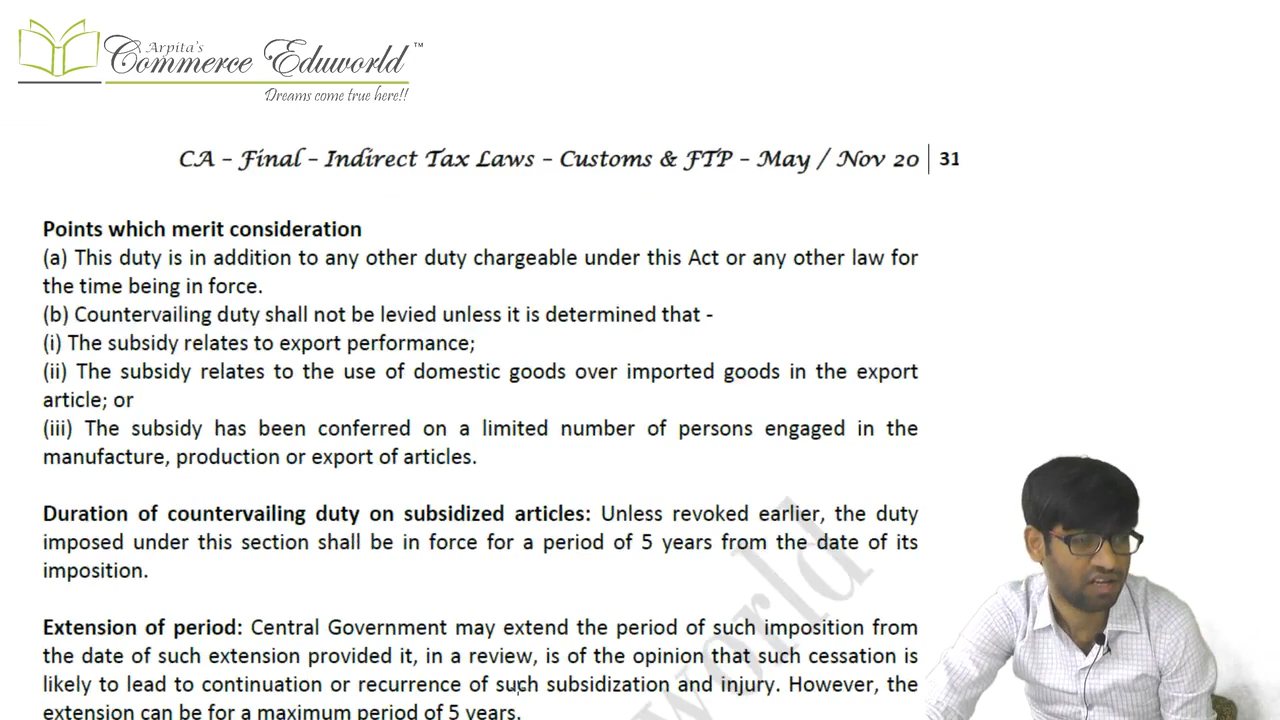 Arpita's
Commerce Eduworld™
Dreams come true here!!
CA – Final – Indirect Tax Laws – Customs & FTP – May / Nov 20 | 31
Points which merit consideration
(a) This duty is in addition to any other duty chargeable under this Act or any other law for
the time being in force.
(b) Countervailing duty shall not be levied unless it is determined that -
(i) The subsidy relates to export performance;
(ii) The subsidy relates to the use of domestic goods over imported goods in the export
article; or
(iii) The subsidy has been conferred on a limited number of persons engaged in the
manufacture, production or export of articles.
Duration of countervailing duty on subsidized articles: Unless revoked earlier, the duty
imposed under this section shall be in force for a period of 5 years from the date of its
imposition.
Extension of period: Central Government may extend the period of such imposition from
the date of such extension provided it, in a review, is of the opinion that such cessation is
likely to lead to continuation or recurrence of such subsidization and injury. However, the
extension can be for a maximum period of 5 years.
world